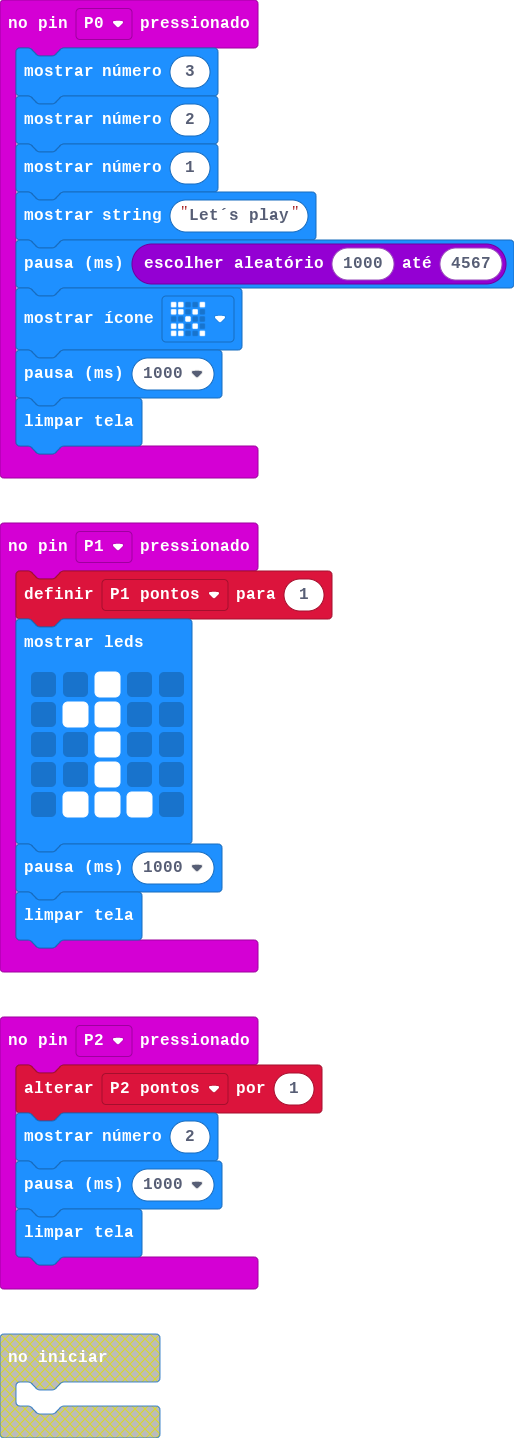 no pin P0 pressionado
mostrar número 3
mostrar número 2
mostrar número 1
mostrar string "Let´s play"
pausa (ms) escolher aleatório 1000 até 4567
mostrar ícone
pausa (ms) 1000
limpar tela
no pin P1 pressionado
definir P1 pontos para 1
mostrar leds
pausa (ms) 1000
limpar tela
no pin P2 pressionado
alterar P2 pontos por 1
mostrar número 2
pausa (ms) 1000
limpar tela
no iniciar